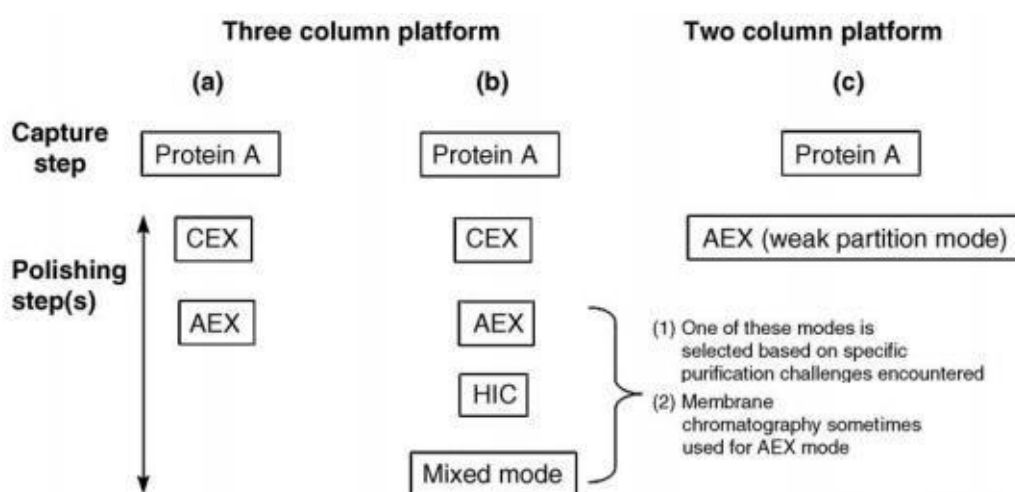 Three column platform
Two column platform
(a)
(b)
(c)
Capture
step
Protein A
Protein A
Protein A
Polishing
step(s)
CEX
CEX
AEX (weak partition mode)
AEX
AEX
HIC
Mixed mode
(1) One of these modes is
selected based on specific
purification challenges encountered
(2) Membrane
chromatography sometimes
used for AEX mode